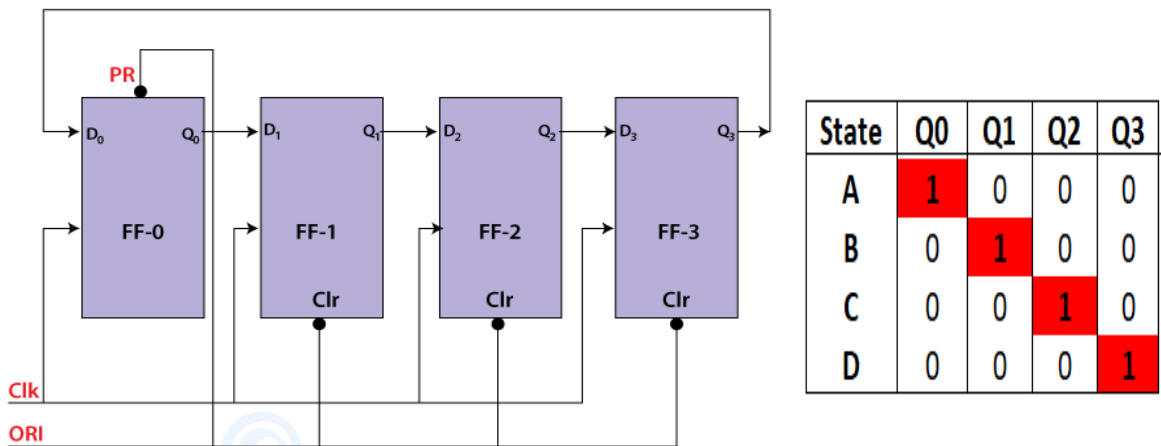 PR
D₀ Q₀ D₁ Q₁ D₂ Q₂ D₃ Q₃
FF-0 FF-1 FF-2 FF-3
Clr Clr Clr
Clk
ORI
State Q0 Q1 Q2 Q3
A 1 0 0 0
B 0 1 0 0
C 0 0 1 0
D 0 0 0 1